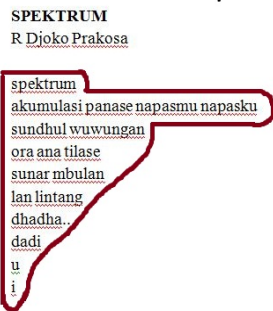 SPEKTRUM
R Djoko Prakosa
spektrum
akumulasi panase napasmu napasku
sundhul wuwungan
ora ana tilase
sunar mbulan
lan lintang
dhadha...
dadi
u
i